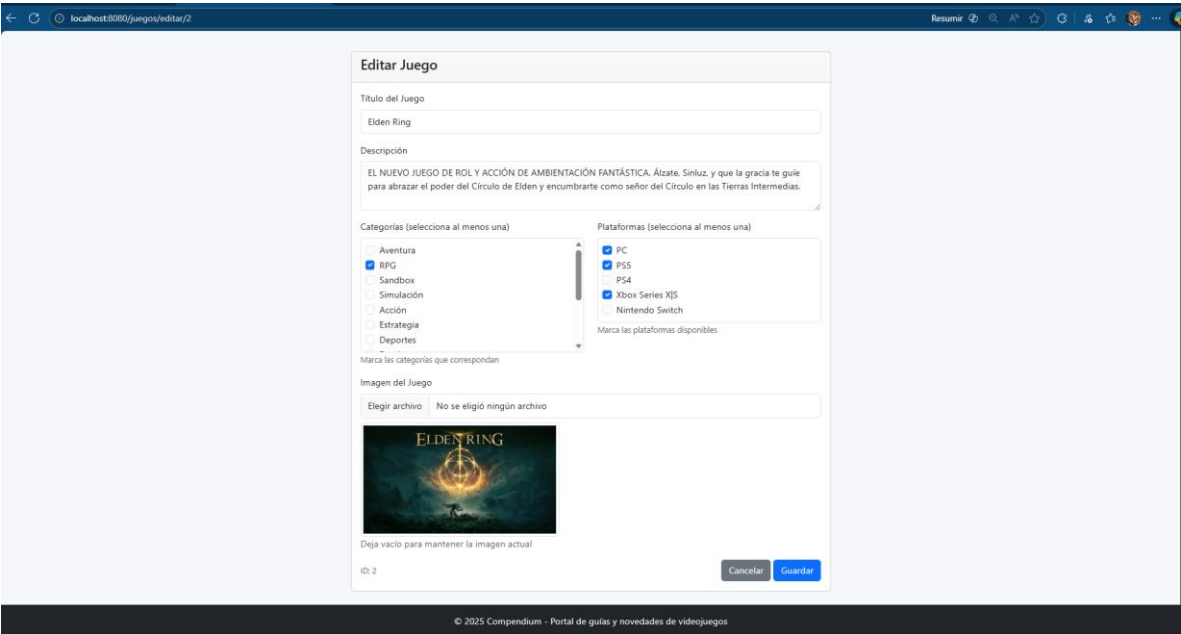 localhost:8080/juegos/editar/2
Resumir
Editar Juego
Título del Juego
Elden Ring
Descripción
EL NUEVO JUEGO DE ROL Y ACCIÓN DE AMBIENTACIÓN FANTÁSTICA. Álzate, Sinluz, y que la gracia te guíe
para abrazar el poder del Círculo de Elden y encumbrarte como señor del Círculo en las Tierras Intermedias.
Categorías (selecciona al menos una)
Aventura
RPG
Sandbox
Simulación
Acción
Estrategia
Deportes
Marca las categorías que correspondan
Plataformas (selecciona al menos una)
PC
PS5
PS4
Xbox Series X|S
Nintendo Switch
Marca las plataformas disponibles
Imagen del Juego
Elegir archivo No se eligió ningún archivo
ELDEN RING
Deja vacío para mantener la imagen actual
ID: 2
Cancelar
Guardar
© 2025 Compendium - Portal de guías y novedades de videojuegos